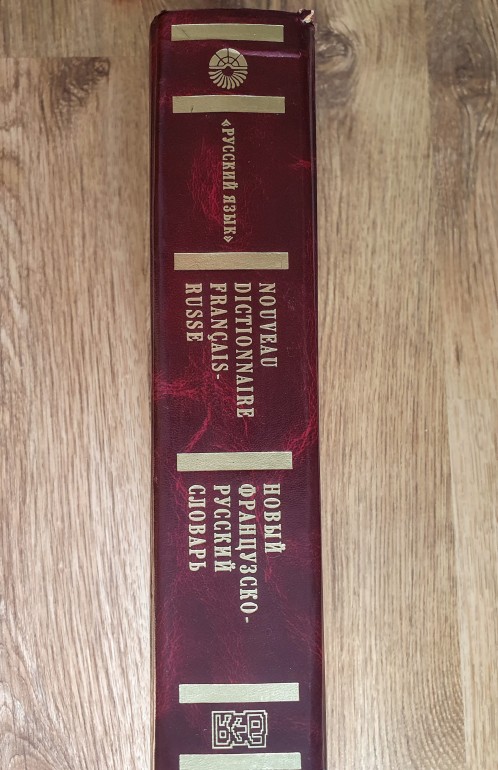 «РУССКИЙ ЯЗЫК»
NOUVEAU
DICTIONNAIRE
FRANÇAIS-
RUSSE
НОВЫЙ
ФРАНЦУЗСКО-
РУССКИЙ
СЛОВАРЬ